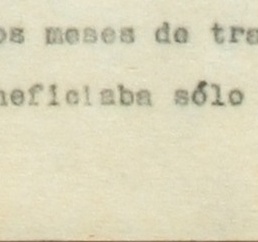 os meses de tra
neficiaba sólo